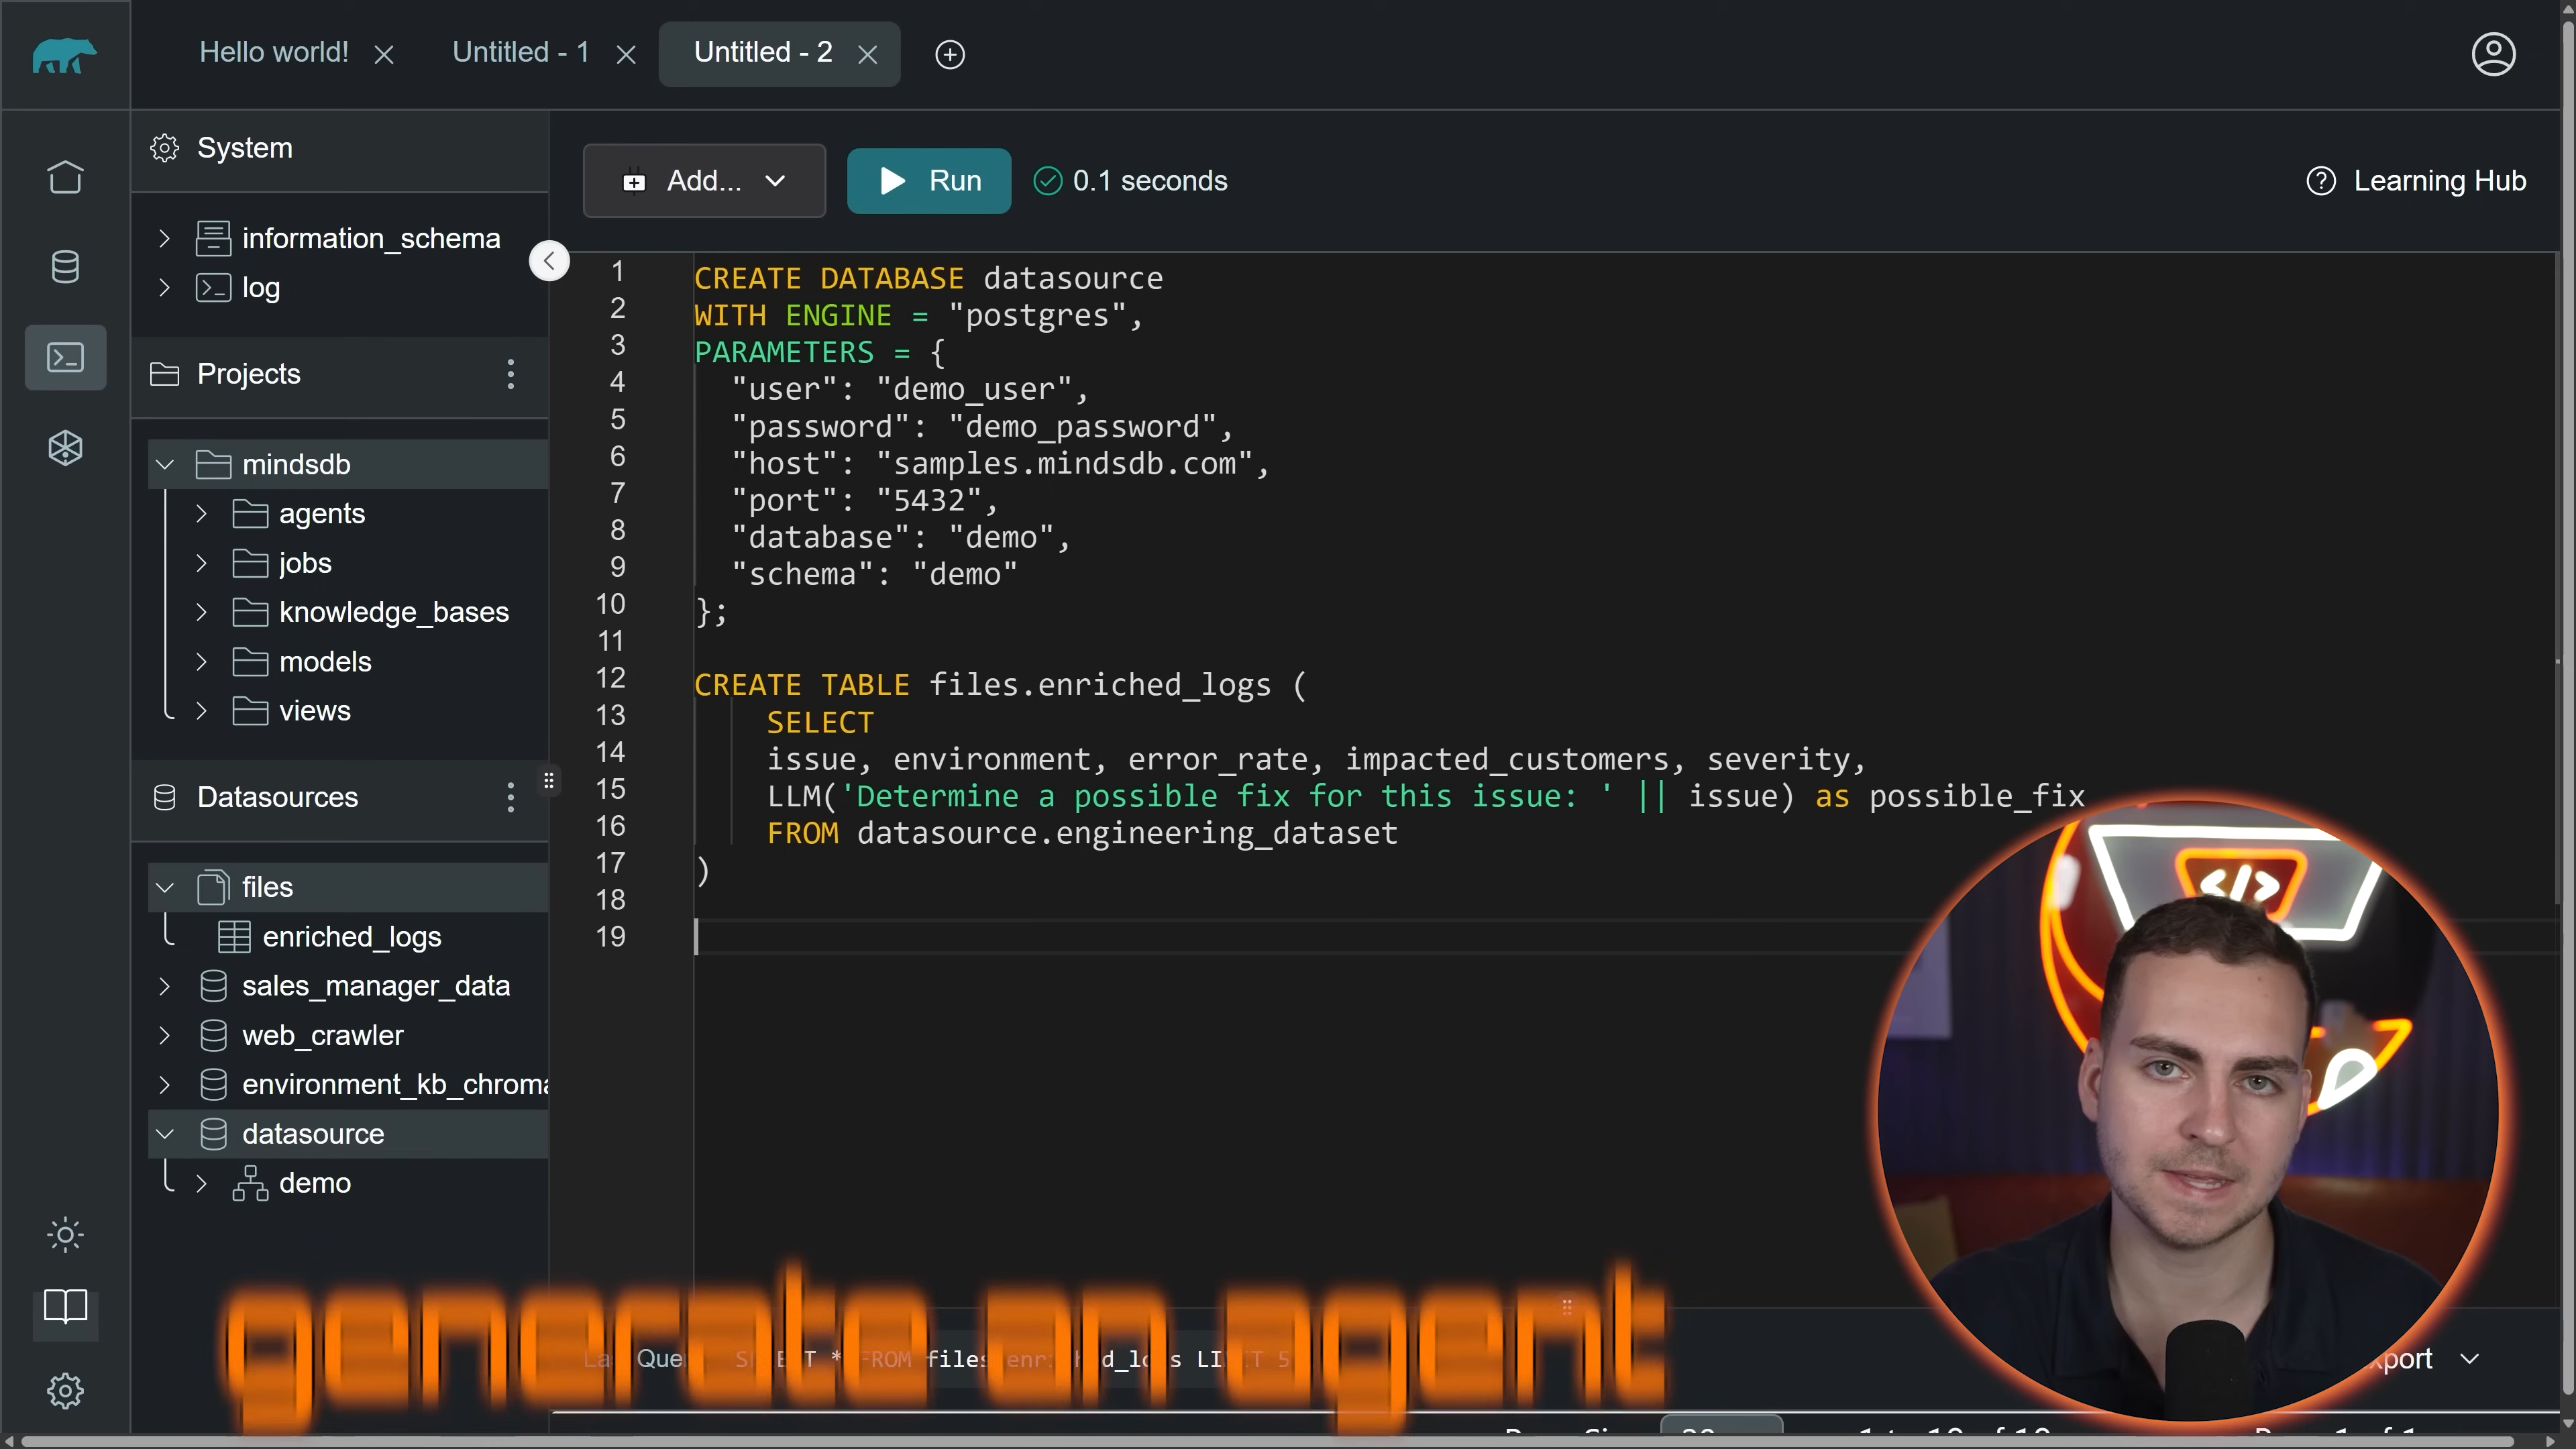 Hello world!
Untitled - 1
Untitled - 2
System
information_schema
log
Projects
mindsdb
agents
jobs
knowledge_bases
models
views
Datasources
files
enriched_logs
sales_manager_data
web_crawler
environment_kb_chroma
datasource
demo
Add...
Run
0.1 seconds
Learning Hub
1 CREATE DATABASE datasource
2 WITH ENGINE = "postgres",
3 PARAMETERS = {
4 "user": "demo_user",
5 "password": "demo_password",
6 "host": "samples.mindsdb.com",
7 "port": "5432",
8 "database": "demo",
9 "schema": "demo"
10 };
11
12 CREATE TABLE files.enriched_logs (
13 SELECT
14 issue, environment, error_rate, impacted_customers, severity,
15 LLM('Determine a possible fix for this issue: ' || issue) as possible_fix
16 FROM datasource.engineering_dataset
17 )
18
19
</>
generate an agent